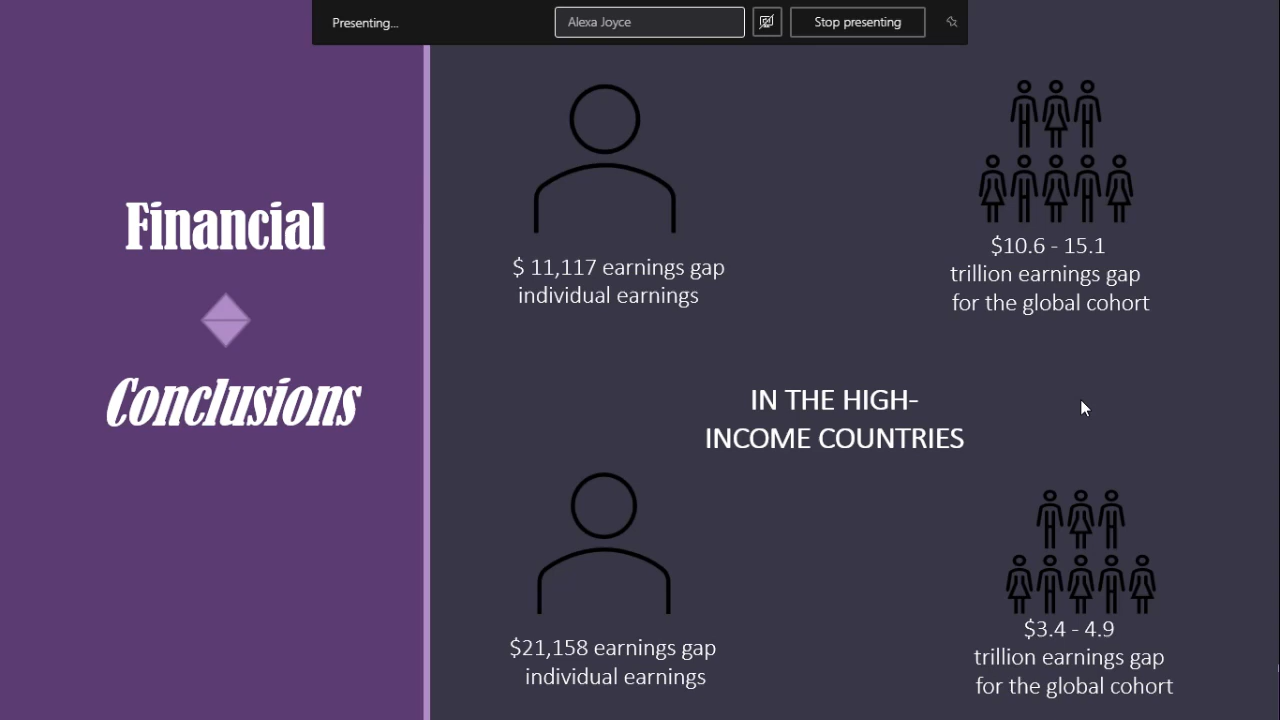 Presenting...
Alexa Joyce
Stop presenting
Financial
Conclusions
$ 11,117 earnings gap
individual earnings
$10.6 - 15.1
trillion earnings gap
for the global cohort
IN THE HIGH-
INCOME COUNTRIES
$21,158 earnings gap
individual earnings
$3.4 - 4.9
trillion earnings gap
for the global cohort